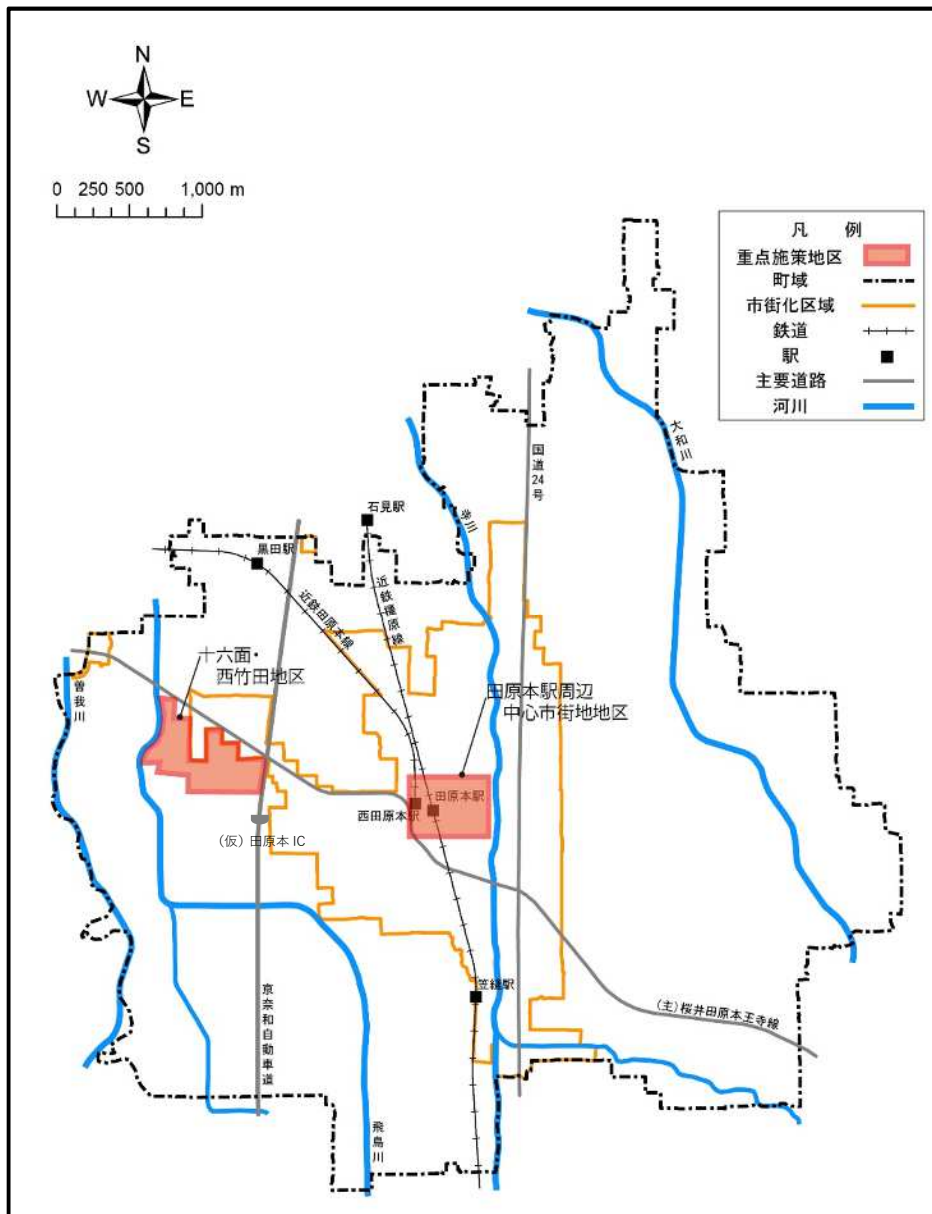 N
W
E
S
0 250 500 1,000 m
凡 例
重点施策地区
町域
市街化区域
鉄道
駅
主要道路
河川
大和川
国道24号
寺川
石見駅
黒田駅
近鉄橿原線
近鉄田原本線
十六面・
西竹田地区
曽我川
田原本駅周辺
中心市街地地区
田原本駅
西田原本駅
(仮) 田原本 IC
笠縫駅
(主)桜井田原本王寺線
京奈和自動車道
飛鳥川